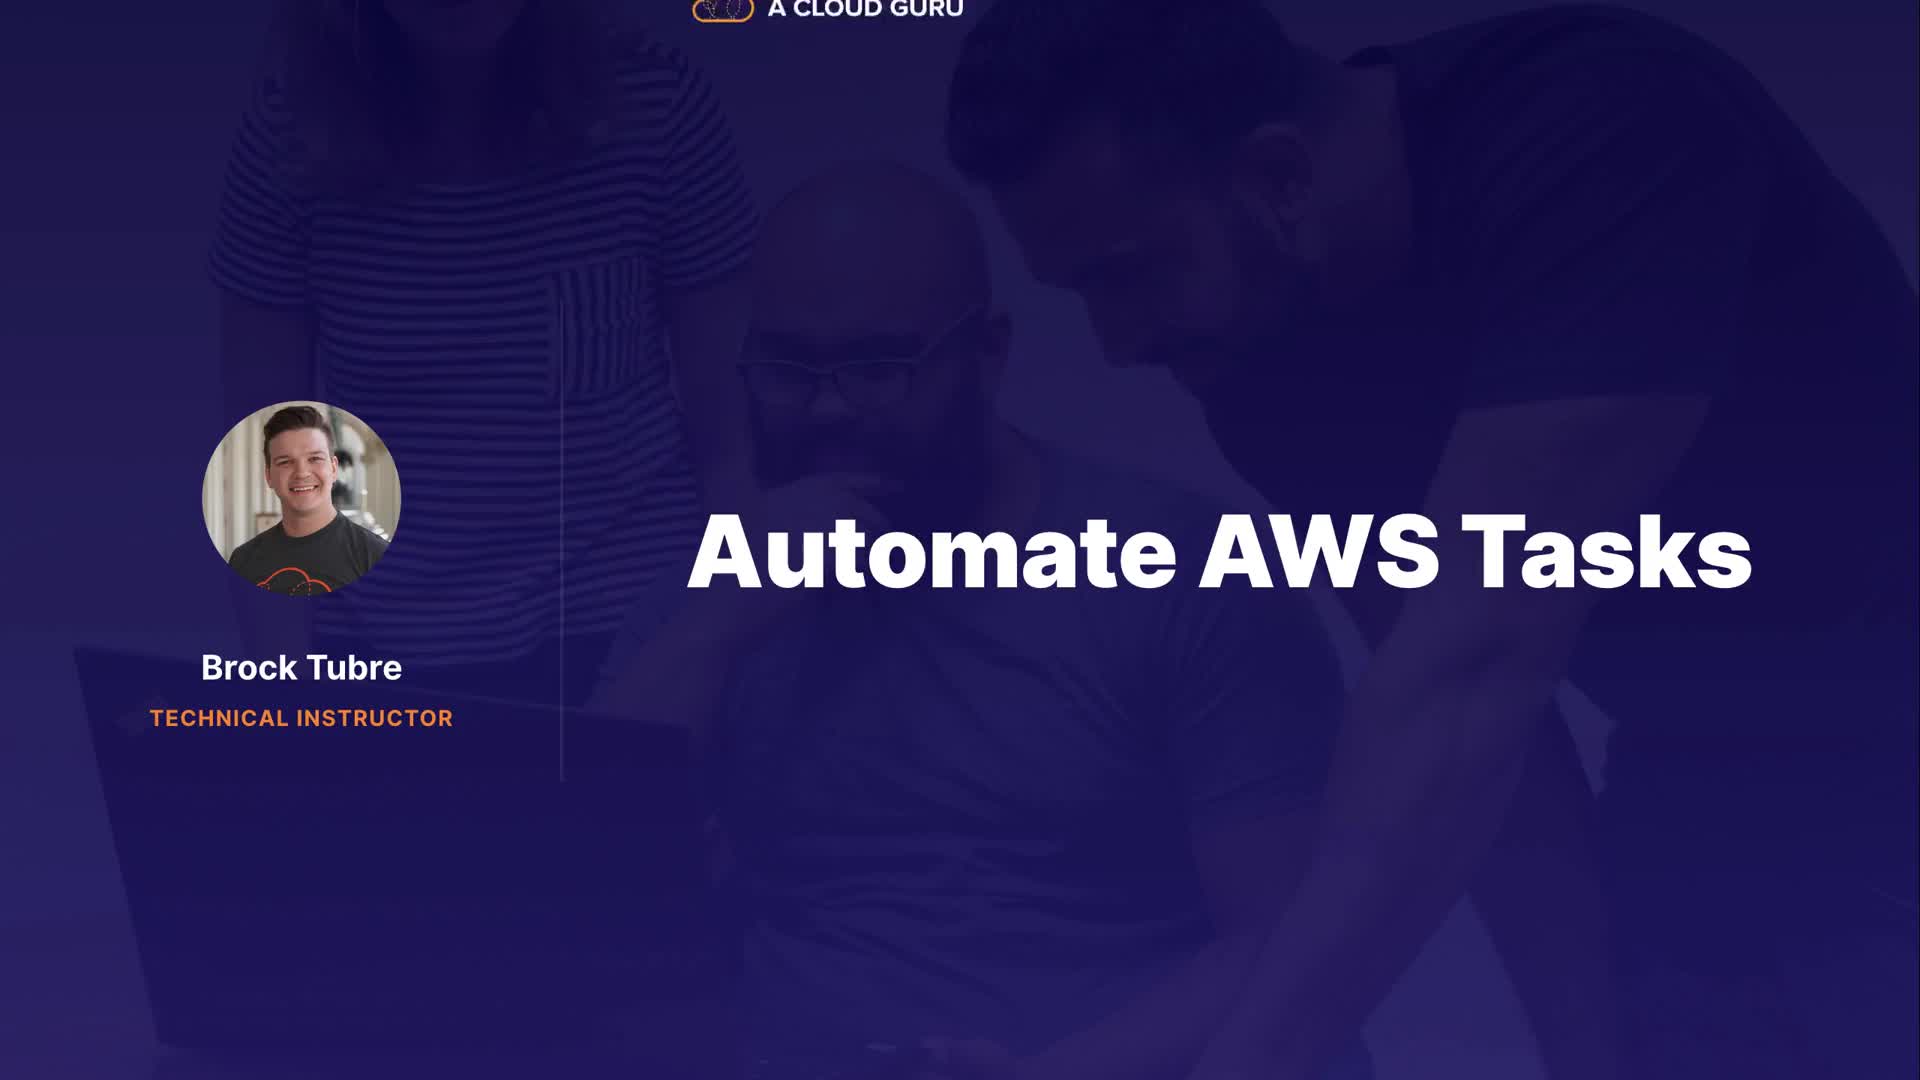 A CLOUD GURU
Automate AWS Tasks
Brock Tubre
TECHNICAL INSTRUCTOR